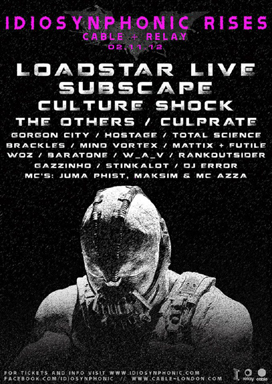 IDIOSYNPHONIC RISES
CABLE + RELAY
02.11.12
LOADSTAR LIVE
SUBSCAPE
CULTURE SHOCK
THE OTHERS / CULPRATE
GORGON CITY / HOSTAGE / TOTAL SCIENCE
BRACKLES / MIND VORTEX / MATTIX + FUTILE
WOZ / BARATONE / W_A_V / RANKOUTSIDER
GAZZINHO / STINKALOT / DJ ERROR
MC'S: JUMA PHIST, MAKSIM & MC AZZA
FOR TICKETS AND INFO VISIT WWW.IDIOSYNPHONIC.COM
FACEBOOK.COM/IDIOSYNPHONIC // WWW.CABLE-LONDON.COM